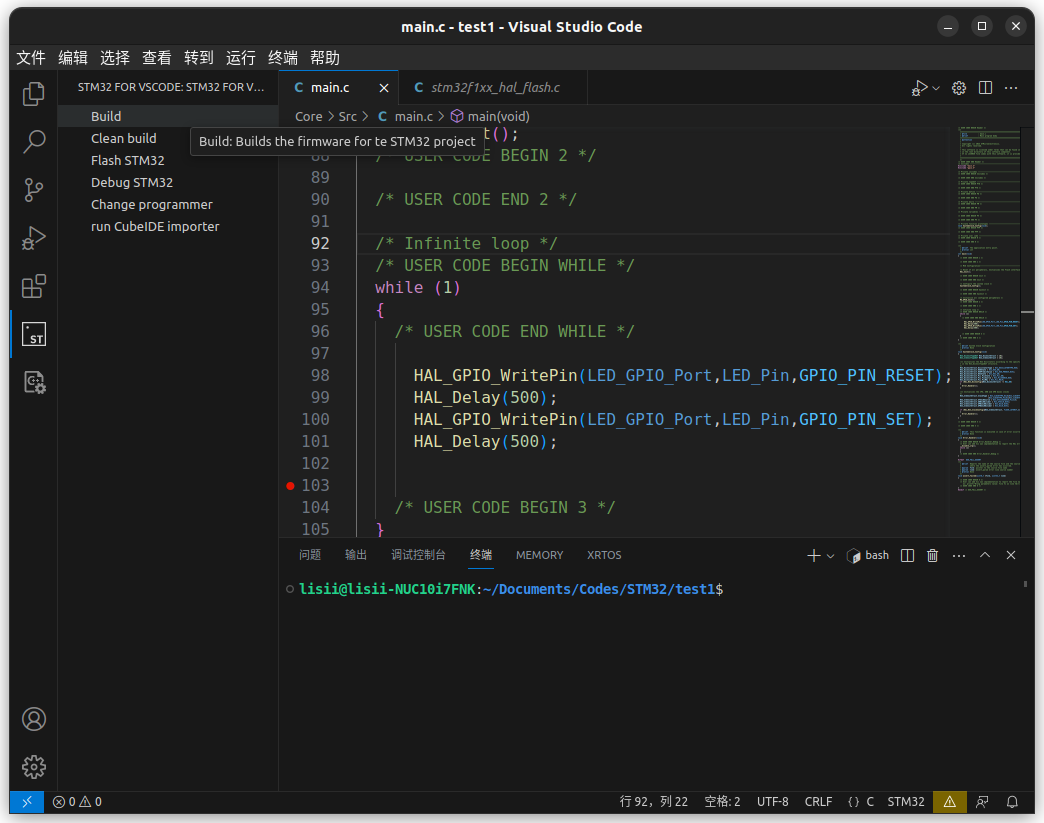 main.c - test1 - Visual Studio Code
文件 编辑 选择 查看 转到 运行 终端 帮助
STM32 FOR VSCODE: STM32 FOR V...
Build
Clean build
Flash STM32
Debug STM32
Change programmer
run CubeIDE importer
Build: Builds the firmware for te STM32 project
main.c
stm32f1xx_hal_flash.c
Core > Src > C main.c > main(void)
t();
88 /* USER CODE BEGIN 2 */
89
90 /* USER CODE END 2 */
91
92 /* Infinite loop */
93 /* USER CODE BEGIN WHILE */
94 while (1)
95 {
96 /* USER CODE END WHILE */
97
98 HAL_GPIO_WritePin(LED_GPIO_Port,LED_Pin,GPIO_PIN_RESET);
99 HAL_Delay(500);
100 HAL_GPIO_WritePin(LED_GPIO_Port,LED_Pin,GPIO_PIN_SET);
101 HAL_Delay(500);
102
103
104 /* USER CODE BEGIN 3 */
105 }
问题 输出 调试控制台 终端 MEMORY XRTOS
bash
lisii@lisii-NUC10i7FNK:~/Documents/Codes/STM32/test1$
0 0 行 92，列 22 空格: 2 UTF-8 CRLF {} C STM32